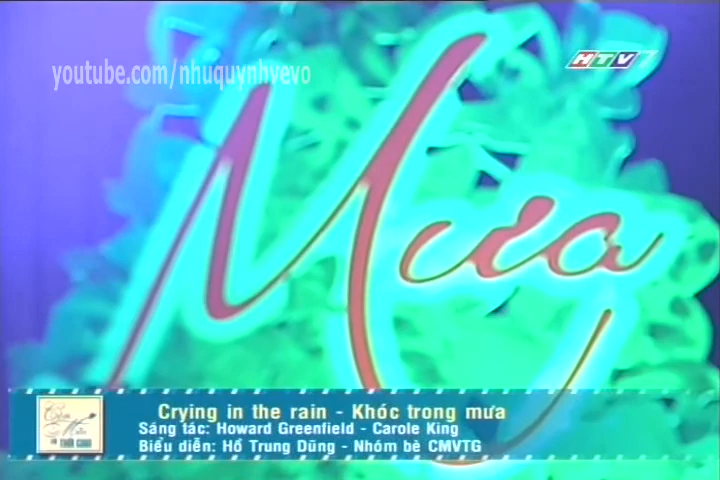 youtube.com/nhuquynhvevo
HTV7
Mưa
Crying in the rain - Khóc trong mưa
Sáng tác: Howard Greenfield - Carole King
Biểu diễn: Hồ Trung Dũng - Nhóm bè CMVTG